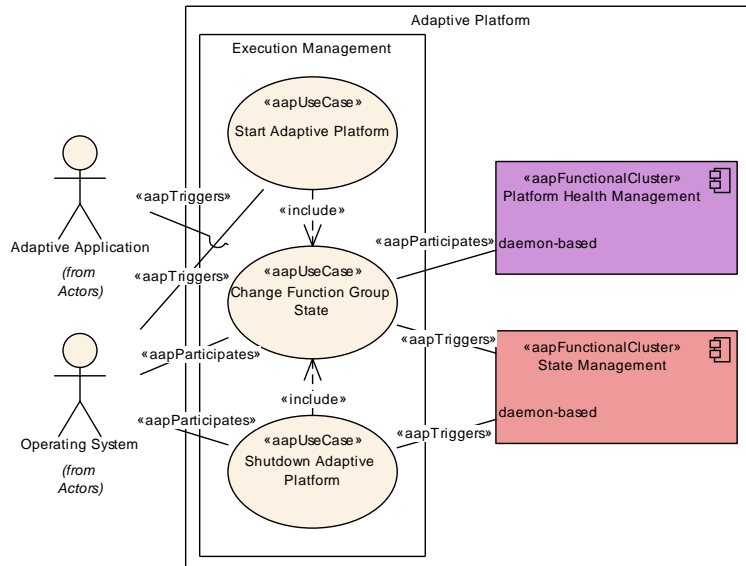 Adaptive Platform
Execution Management
«aapUseCase»
Start Adaptive Platform
«aapTriggers»
Adaptive Application
(from
Actors)
«include»
«aapFunctionalCluster»
Platform Health Management
daemon-based
«aapParticipates»
«aapTriggers»
«aapUseCase»
Change Function Group
State
«aapParticipates»
«aapTriggers»
«aapFunctionalCluster»
State Management
daemon-based
Operating System
(from
Actors)
«include»
«aapParticipates»
«aapTriggers»
«aapUseCase»
Shutdown Adaptive
Platform